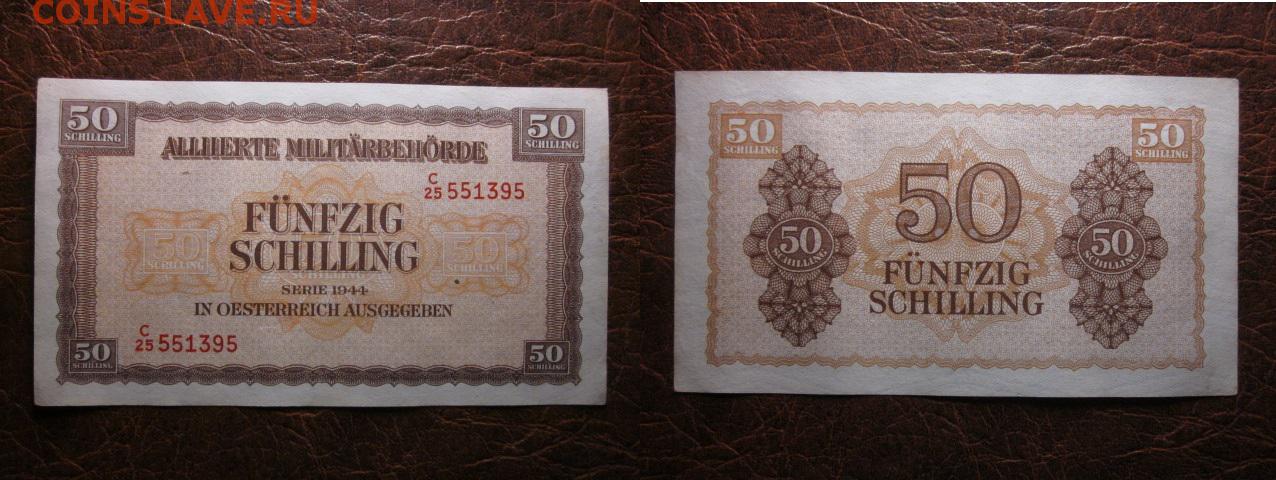 COINS.LAVE.RU
50 50
SCHILLING SCHILLING
ALLIIERTE MILITÄRBEHÖRDE
C
25 551395
FÜNFZIG
SCHILLING
50 50
SCHILLING SCHILLING
SERIE 1944
IN OESTERREICH AUSGEGEBEN
C
25 551395
50 50
SCHILLING SCHILLING
50 50
SCHILLING SCHILLING
50
50 50
SCHILLING SCHILLING
FÜNFZIG
SCHILLING